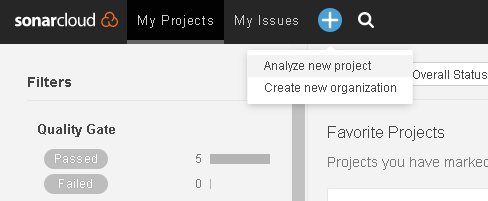 sonarcloud My Projects My Issues
Analyze new project
Create new organization
Overall Status
Filters
Quality Gate
Passed 5
Failed 0
Favorite Projects
Projects you have marked